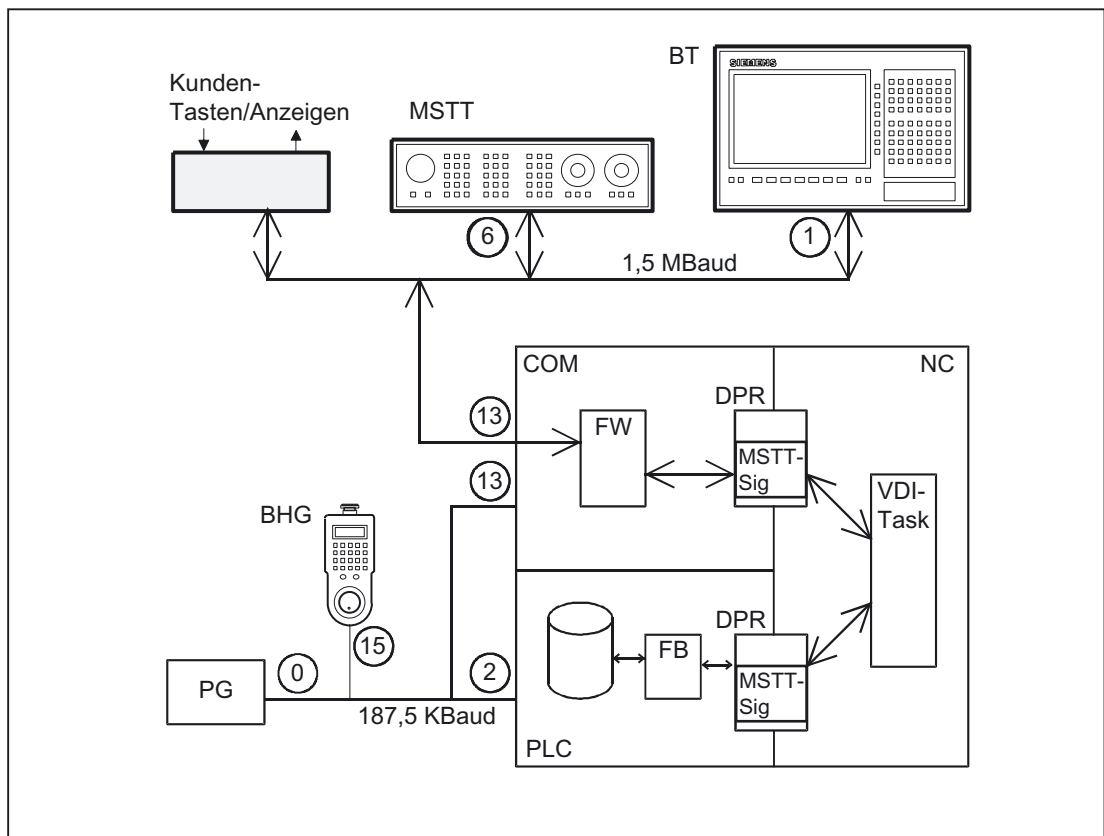 BT
SIEMENS
Kunden-
Tasten/Anzeigen
MSTT
6
1
1,5 MBaud
COM
NC
DPR
13
FW
MSTT-
Sig
13
VDI-
Task
BHG
DPR
15
FB
0
2
PG
MSTT-
Sig
187,5 KBaud
PLC